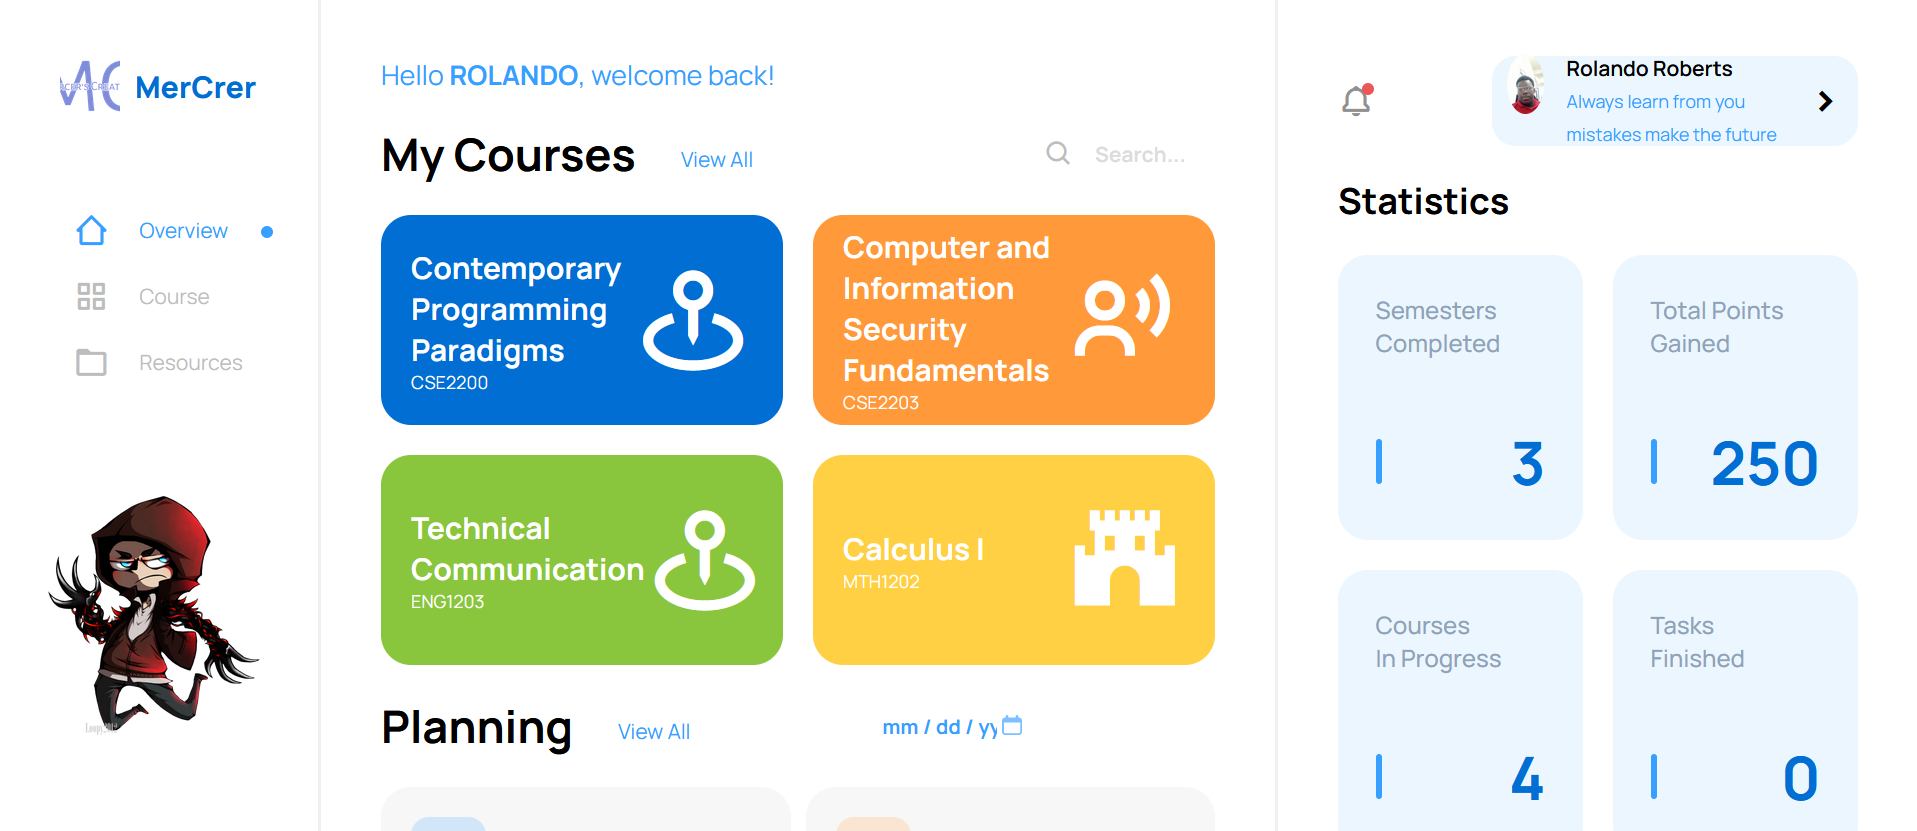 CER'S CREAT
MerCrer
Overview
Course
Resources
Loopy2013
Hello ROLANDO, welcome back!
My Courses
View All
Search...
Contemporary
Programming
Paradigms
CSE2200
Computer and
Information
Security
Fundamentals
CSE2203
Technical
Communication
ENG1203
Calculus I
MTH1202
Planning
View All
mm / dd / yy
Rolando Roberts
Always learn from you
mistakes make the future
Statistics
Semesters
Completed
3
Total Points
Gained
250
Courses
In Progress
4
Tasks
Finished
0